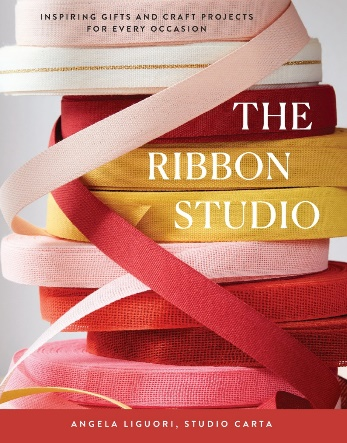 INSPIRING GIFTS AND CRAFT PROJECTS
FOR EVERY OCCASION
THE
RIBBON
STUDIO
ANGELA LIGUORI, STUDIO CARTA